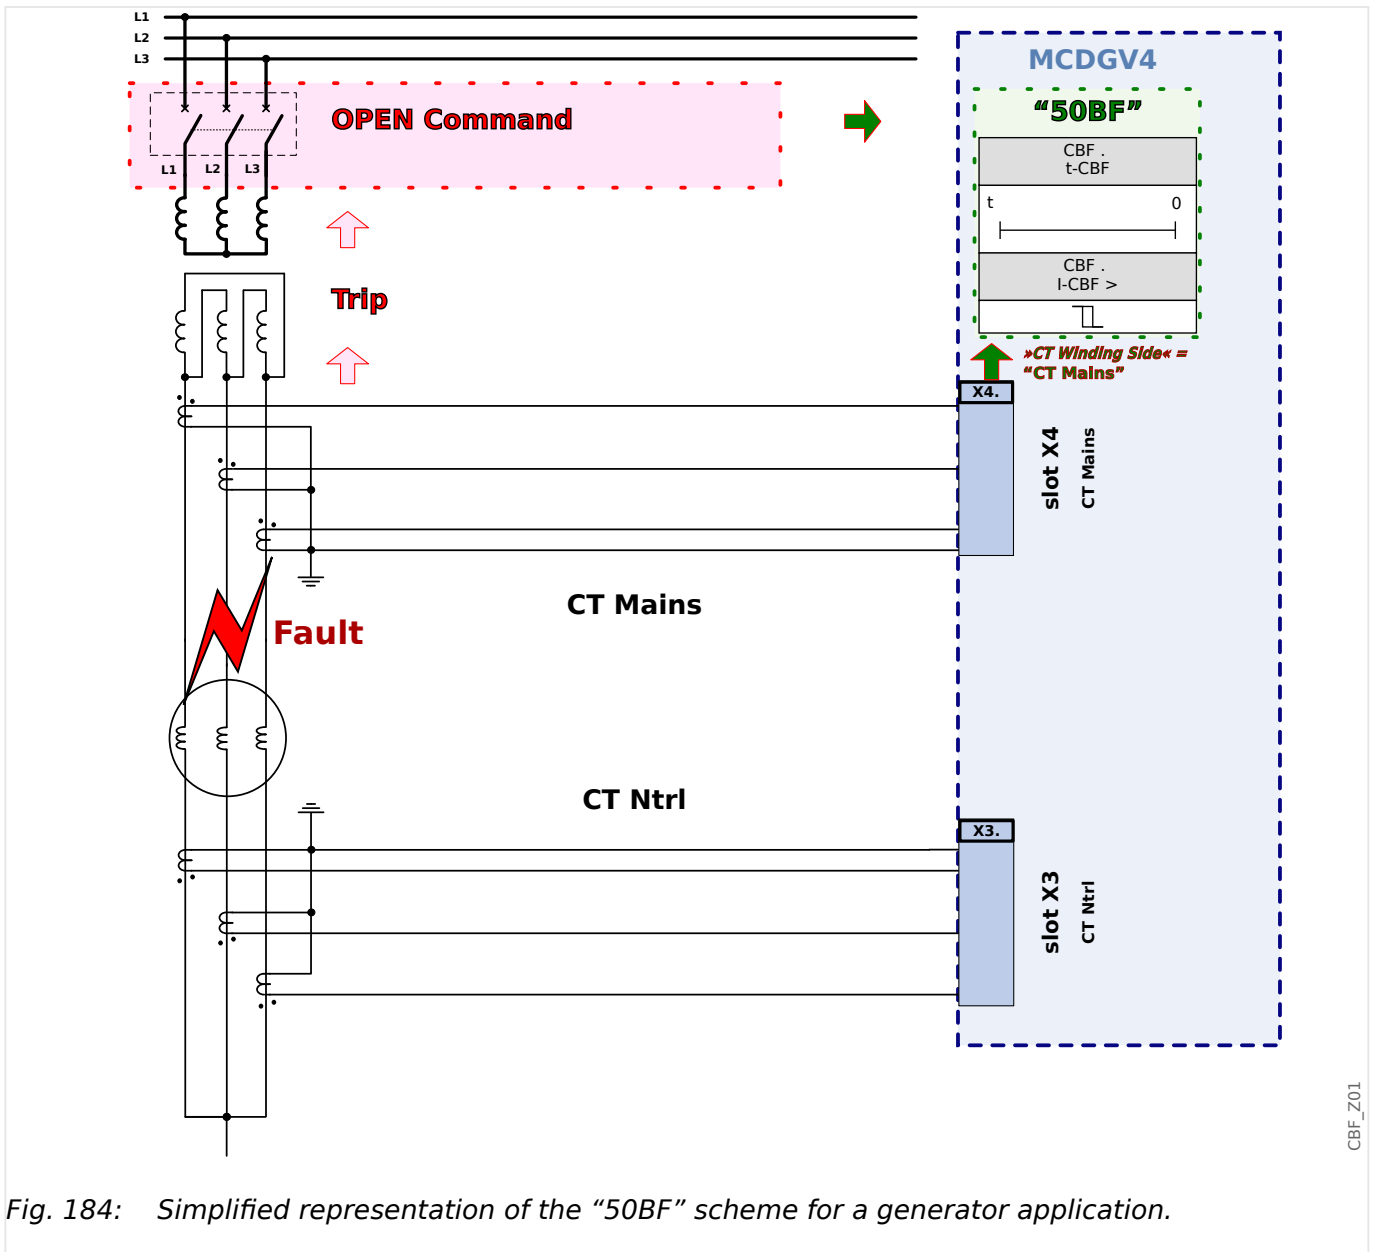 L1
L2
L3
MCDGV4
“50BF”
OPEN Command
CBF .
t-CBF
L1 L2 L3
t 0
CBF .
I-CBF >
Trip
»CT Winding Side« =
“CT Mains”
X4.
slot X4
CT Mains
CT Mains
Fault
CT Ntrl
X3.
slot X3
CT Ntrl
CBF_Z01
Fig. 184: Simplified representation of the “50BF” scheme for a generator application.